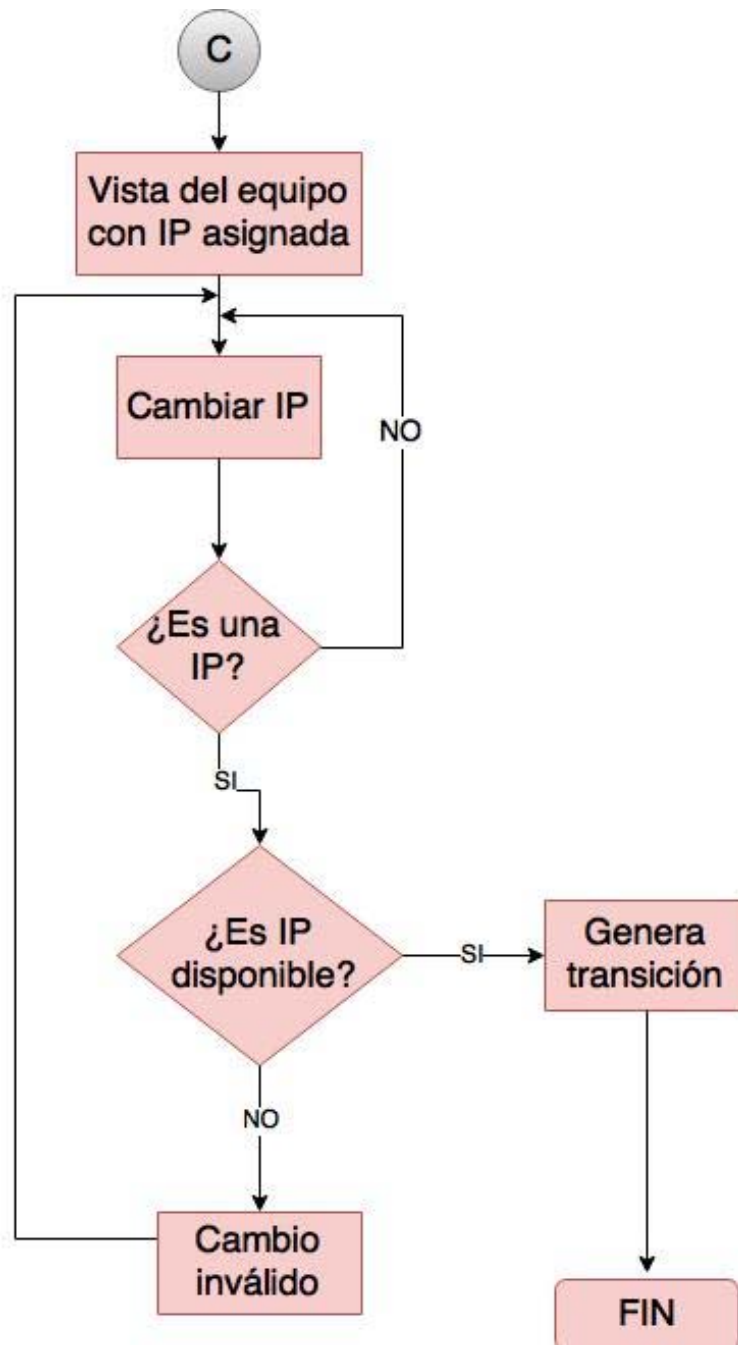 C
Vista del equipo
con IP asignada
Cambiar IP
NO
¿Es una
IP?
SI
¿Es IP
disponible?
SI
Genera
transición
NO
Cambio
inválido
FIN